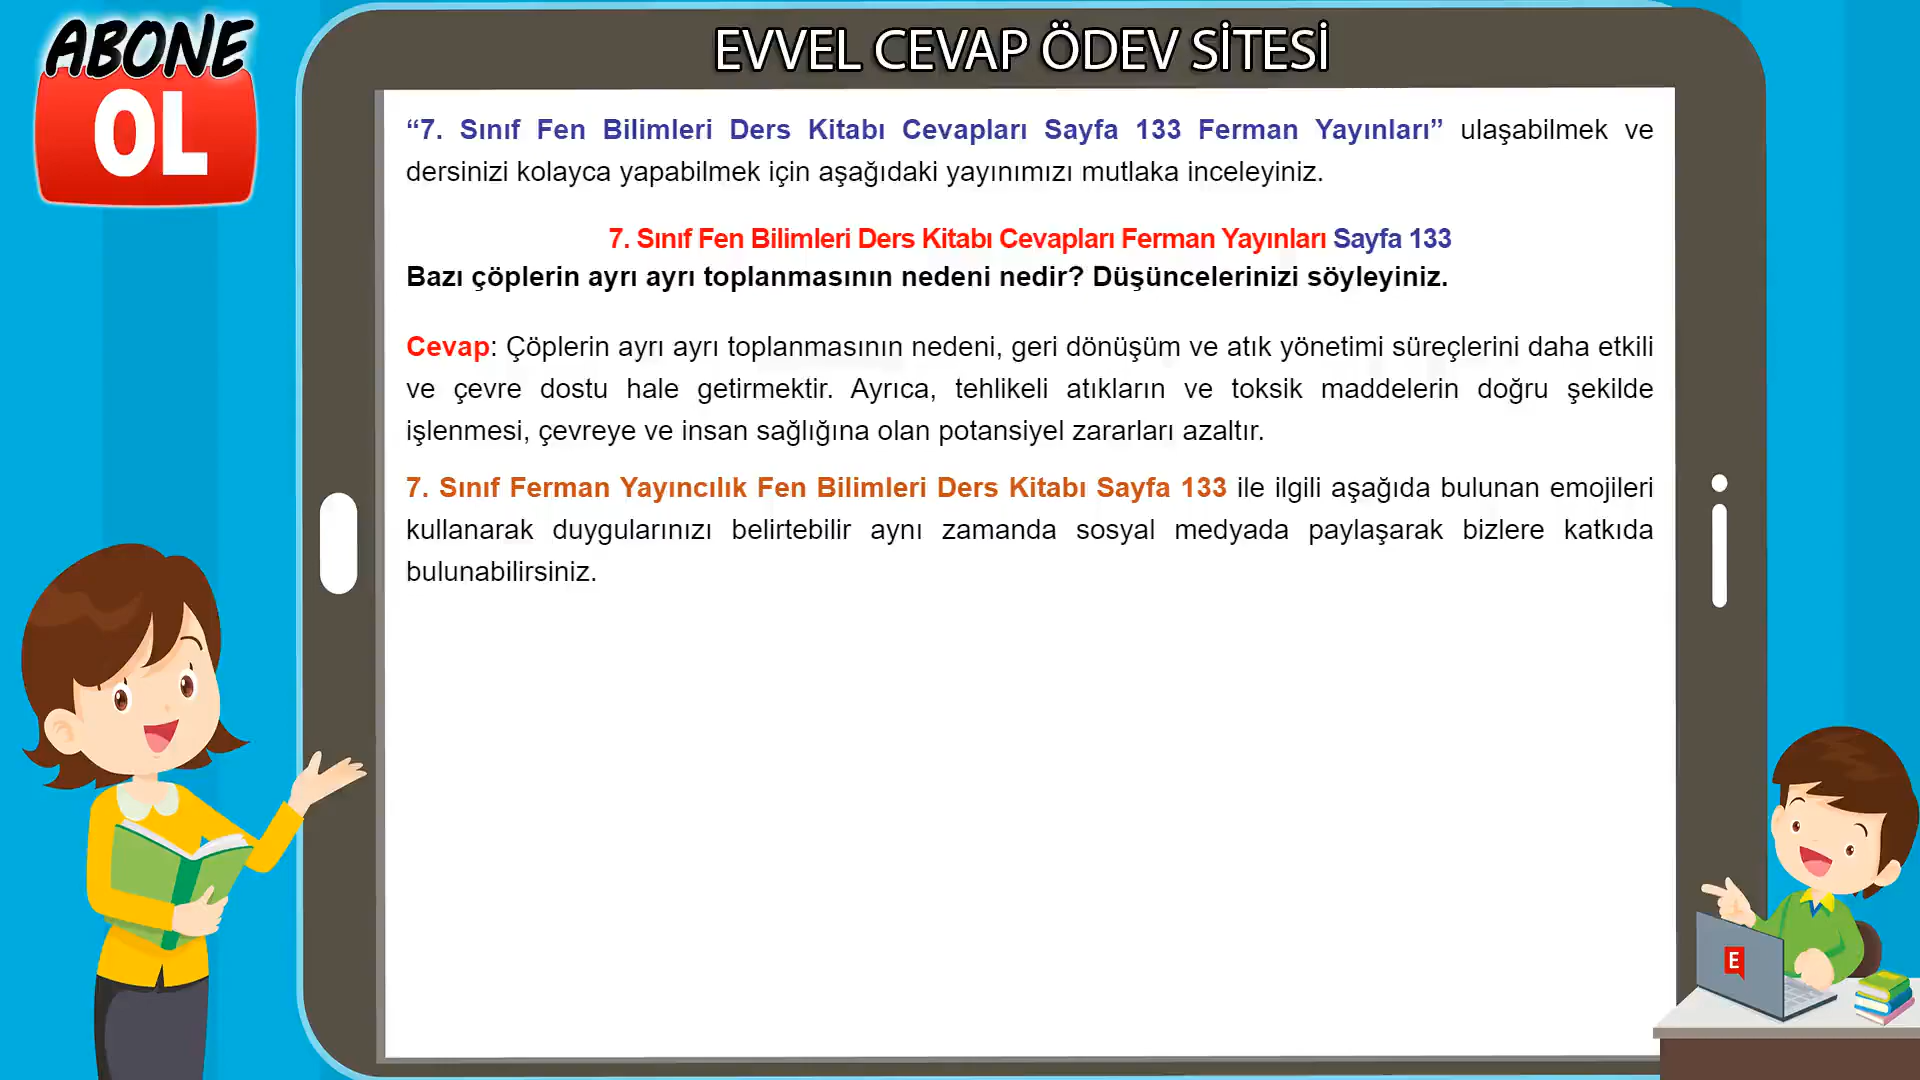 ABONE
OL
EVVEL CEVAP ÖDEV SİTESİ
“7. Sınıf Fen Bilimleri Ders Kitabı Cevapları Sayfa 133 Ferman Yayınları” ulaşabilmek ve
dersinizi kolayca yapabilmek için aşağıdaki yayınımızı mutlaka inceleyiniz.
7. Sınıf Fen Bilimleri Ders Kitabı Cevapları Ferman Yayınları Sayfa 133
Bazı çöplerin ayrı ayrı toplanmasının nedeni nedir? Düşüncelerinizi söyleyiniz.
Cevap: Çöplerin ayrı ayrı toplanmasının nedeni, geri dönüşüm ve atık yönetimi süreçlerini daha etkili
ve çevre dostu hale getirmektir. Ayrıca, tehlikeli atıkların ve toksik maddelerin doğru şekilde
işlenmesi, çevreye ve insan sağlığına olan potansiyel zararları azaltır.
7. Sınıf Ferman Yayıncılık Fen Bilimleri Ders Kitabı Sayfa 133 ile ilgili aşağıda bulunan emojileri
kullanarak duygularınızı belirtebilir aynı zamanda sosyal medyada paylaşarak bizlere katkıda
bulunabilirsiniz.
E